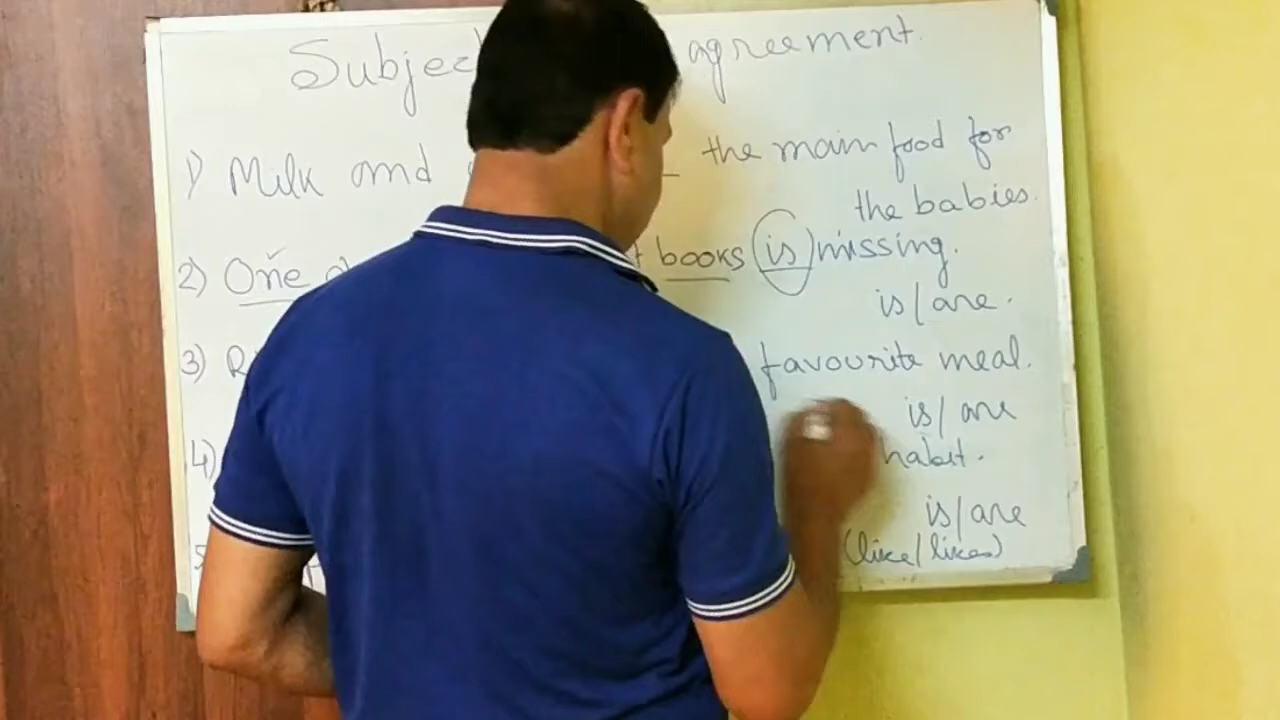 Subject agreement.
1) Milk and the main food for
the babies.
2) One books is missing.
is/are.
3) favourite meal.
is/are
4) habit.
is/are
(like/likes)